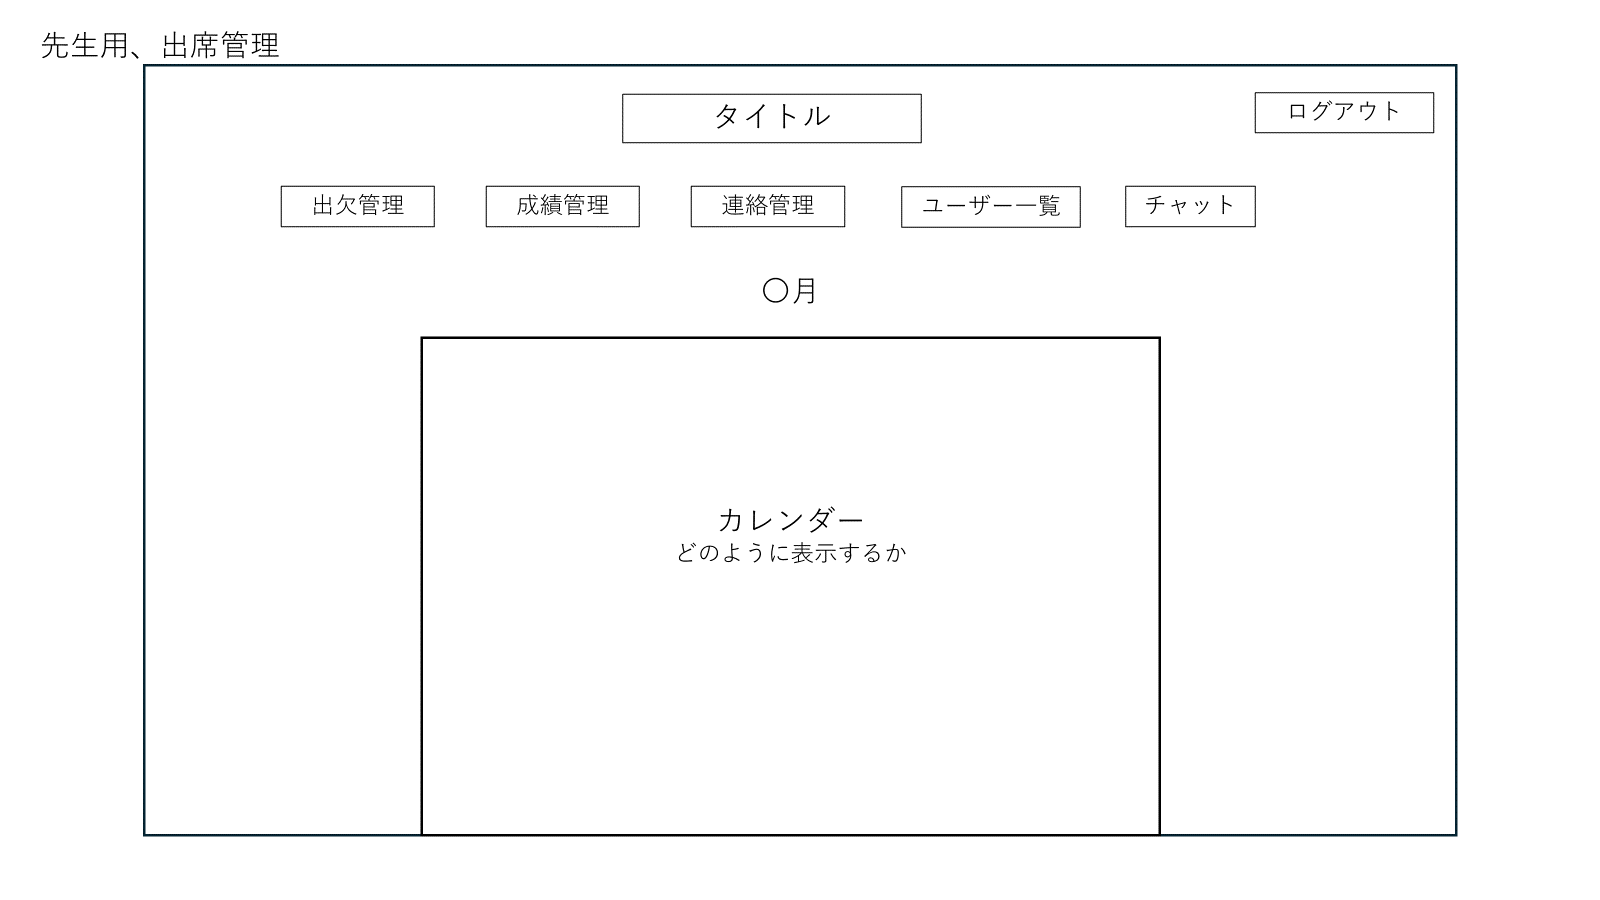 先生用、出席管理
タイトル
ログアウト
出欠管理
成績管理
連絡管理
ユーザー一覧
チャット
〇月
カレンダー
どのように表示するか